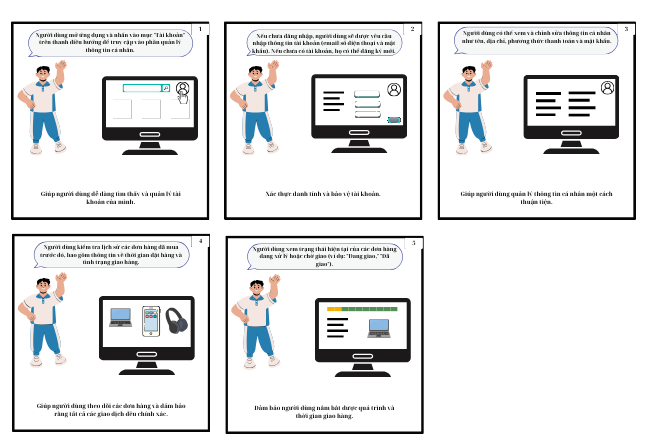 1
Người dùng mở ứng dụng và nhấn vào mục "Tài khoản"
trên thanh điều hướng để truy cập vào phần quản lý
thông tin cá nhân.
Giúp người dùng dễ dàng tìm thấy và quản lý tài
khoản của mình.
2
Nếu chưa đăng nhập, người dùng sẽ được yêu cầu
nhập thông tin tài khoản (email/số điện thoại và mật
khẩu). Nếu chưa có tài khoản, họ có thể đăng ký mới.
Xác thực danh tính và bảo vệ tài khoản.
3
Người dùng có thể xem và chỉnh sửa thông tin cá nhân
như tên, địa chỉ, phương thức thanh toán và mật khẩu.
Giúp người dùng quản lý thông tin cá nhân một cách
thuận tiện.
4
Người dùng kiểm tra lịch sử các đơn hàng đã mua
trước đó, bao gồm thông tin về thời gian đặt hàng và
tình trạng giao hàng.
Giúp người dùng theo dõi các đơn hàng và đảm bảo
rằng tất cả các giao dịch đều chính xác.
5
Người dùng xem trạng thái hiện tại của các đơn hàng
đang xử lý hoặc chờ giao (ví dụ: "Đang giao," "Đã
giao").
Đảm bảo người dùng nắm bắt được quá trình và
thời gian giao hàng.